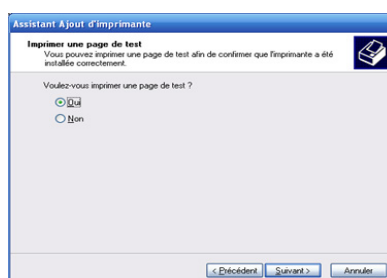 Assistant Ajout d'imprimante
Imprimer une page de test
Vous pouvez imprimer une page de test afin de confirmer que l'imprimante a été
installée correctement.
Voulez-vous imprimer une page de test ?
Oui
Non
< Précédent Suivant > Annuler